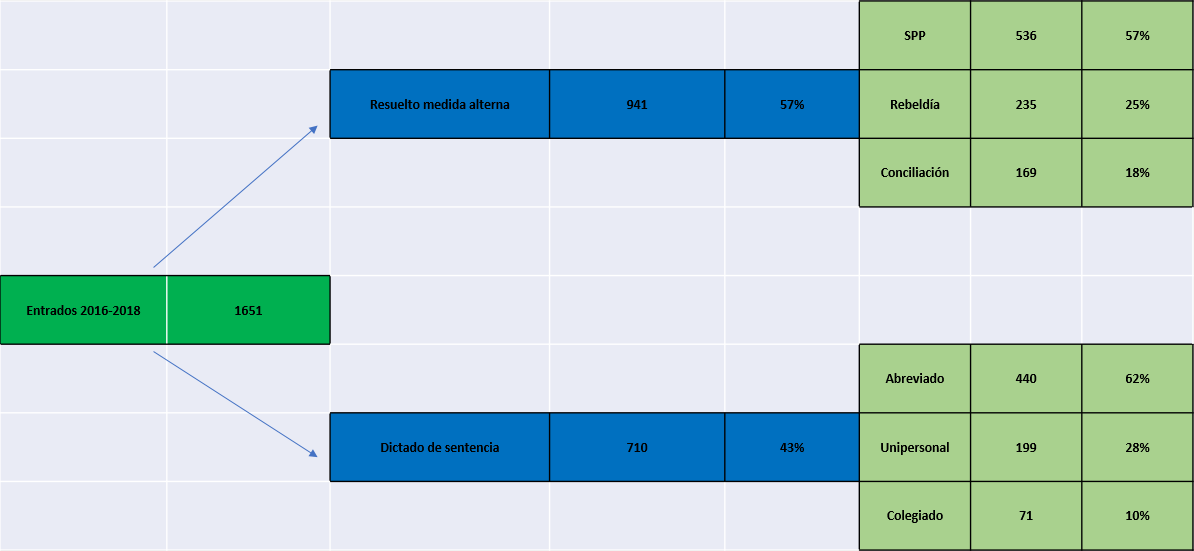 SPP 536 57%
Resuelto medida alterna 941 57% Rebeldía 235 25%
Conciliación 169 18%
Entrados 2016-2018 1651
Abreviado 440 62%
Dictado de sentencia 710 43% Unipersonal 199 28%
Colegiado 71 10%